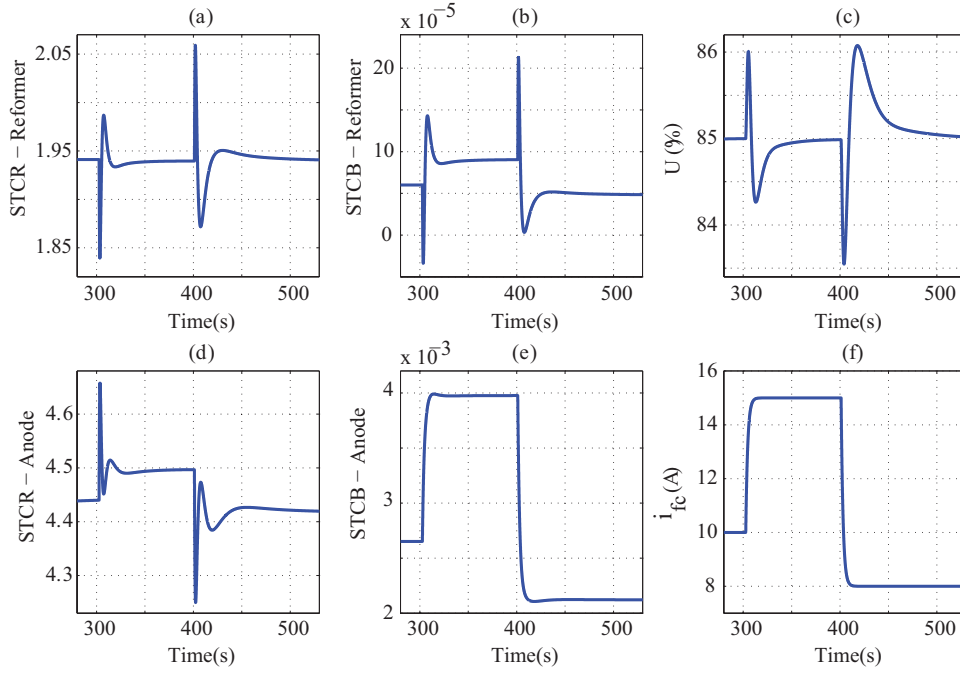 (a)
2.05
1.95
1.85
STCR – Reformer
300 400 500
Time(s)
(b)
x 10⁻⁵
20
10
0
STCB – Reformer
300 400 500
Time(s)
(c)
86
85
84
U (%)
300 400 500
Time(s)
(d)
4.6
4.5
4.4
4.3
STCR – Anode
300 400 500
Time(s)
(e)
x 10⁻³
4
3
2
STCB – Anode
300 400 500
Time(s)
(f)
16
14
12
10
8
i_fc (A)
300 400 500
Time(s)